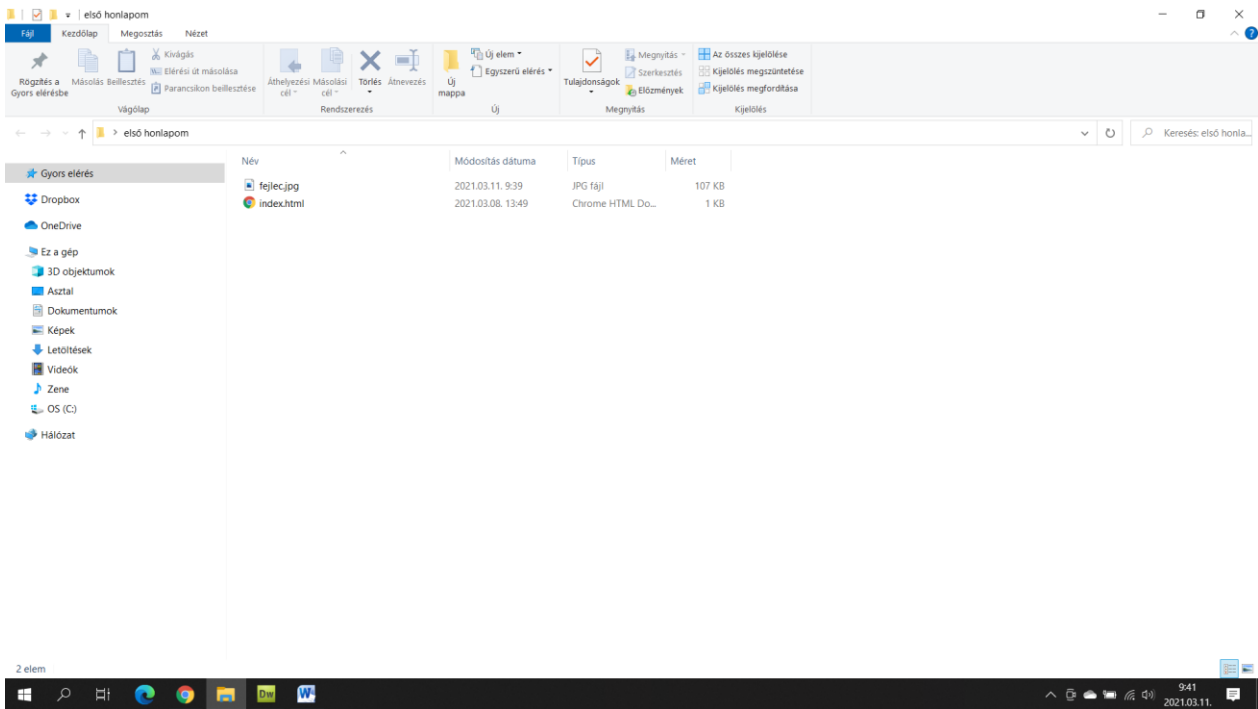 első honlapom
Fájl Kezdőlap Megosztás Nézet
Rögzítés a Gyors elérésbe
Másolás
Beillesztés
Kivágás
Elérési út másolása
Parancsikon beillesztése
Vágólap
Áthelyezési cél
Másolási cél
Törlés
Átnevezés
Rendszerezés
Új mappa
Új elem
Egyszerű elérés
Új
Tulajdonságok
Megnyitás
Szerkesztés
Előzmények
Megnyitás
Az összes kijelölése
Kijelölés megszüntetése
Kijelölés megfordítása
Kijelölés
első honlapom
Keresés: első honla...
Gyors elérés
Dropbox
OneDrive
Ez a gép
3D objektumok
Asztal
Dokumentumok
Képek
Letöltések
Videók
Zene
OS (C:)
Hálózat
Név Módosítás dátuma Típus Méret
fejlec.jpg 2021.03.11. 9:39 JPG fájl 107 KB
index.html 2021.03.08. 13:49 Chrome HTML Do... 1 KB
2 elem
Dw
W
9:41
2021.03.11.